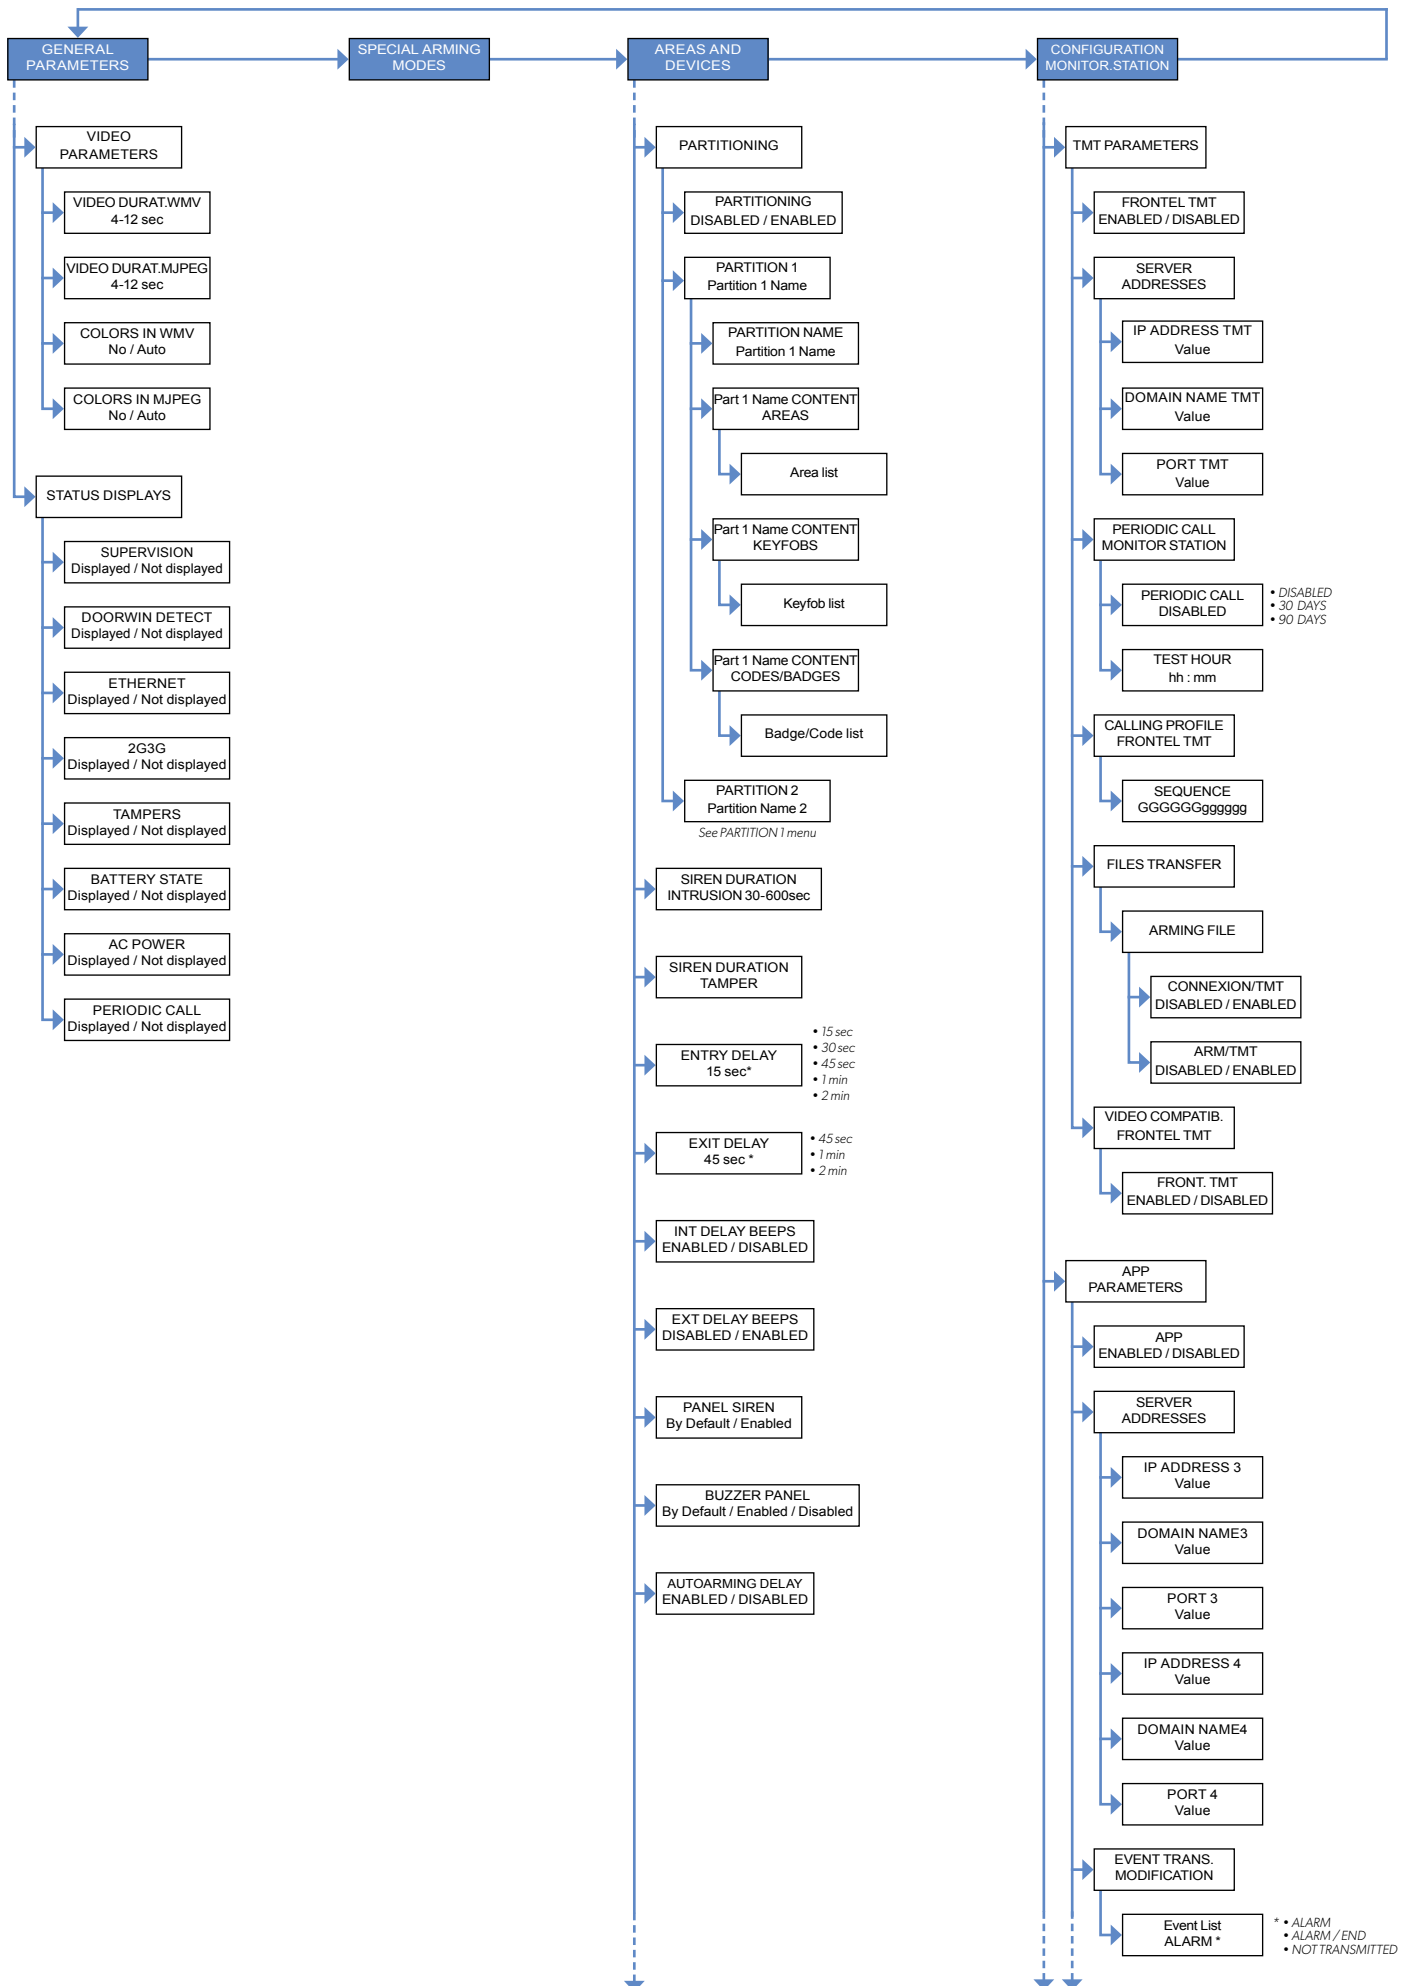 GENERAL
PARAMETERS
SPECIAL ARMING
MODES
AREAS AND
DEVICES
CONFIGURATION
MONITOR.STATION
VIDEO
PARAMETERS
VIDEO DURAT.WMV
4-12 sec
VIDEO DURAT.MJPEG
4-12 sec
COLORS IN WMV
No / Auto
COLORS IN MJPEG
No / Auto
STATUS DISPLAYS
SUPERVISION
Displayed / Not displayed
DOORWIN DETECT
Displayed / Not displayed
ETHERNET
Displayed / Not displayed
2G3G
Displayed / Not displayed
TAMPERS
Displayed / Not displayed
BATTERY STATE
Displayed / Not displayed
AC POWER
Displayed / Not displayed
PERIODIC CALL
Displayed / Not displayed
PARTITIONING
PARTITIONING
DISABLED / ENABLED
PARTITION 1
Partition 1 Name
PARTITION NAME
Partition 1 Name
Part 1 Name CONTENT
AREAS
Area list
Part 1 Name CONTENT
KEYFOBS
Keyfob list
Part 1 Name CONTENT
CODES/BADGES
Badge/Code list
PARTITION 2
Partition Name 2
See PARTITION 1 menu
SIREN DURATION
INTRUSION 30-600sec
SIREN DURATION
TAMPER
ENTRY DELAY
15 sec*
• 15 sec
• 30 sec
• 45 sec
• 1 min
• 2 min
EXIT DELAY
45 sec *
• 45 sec
• 1 min
• 2 min
INT DELAY BEEPS
ENABLED / DISABLED
EXT DELAY BEEPS
DISABLED / ENABLED
PANEL SIREN
By Default / Enabled
BUZZER PANEL
By Default / Enabled / Disabled
AUTOARMING DELAY
ENABLED / DISABLED
TMT PARAMETERS
FRONTEL TMT
ENABLED / DISABLED
SERVER
ADDRESSES
IP ADDRESS TMT
Value
DOMAIN NAME TMT
Value
PORT TMT
Value
PERIODIC CALL
MONITOR STATION
PERIODIC CALL
DISABLED
• DISABLED
• 30 DAYS
• 90 DAYS
TEST HOUR
hh : mm
CALLING PROFILE
FRONTEL TMT
SEQUENCE
GGGGGGgggggg
FILES TRANSFER
ARMING FILE
CONNEXION/TMT
DISABLED / ENABLED
ARM/TMT
DISABLED / ENABLED
VIDEO COMPATIB.
FRONTEL TMT
FRONT. TMT
ENABLED / DISABLED
APP
PARAMETERS
APP
ENABLED / DISABLED
SERVER
ADDRESSES
IP ADDRESS 3
Value
DOMAIN NAME3
Value
PORT 3
Value
IP ADDRESS 4
Value
DOMAIN NAME4
Value
PORT 4
Value
EVENT TRANS.
MODIFICATION
Event List
ALARM *
* • ALARM
• ALARM / END
• NOT TRANSMITTED